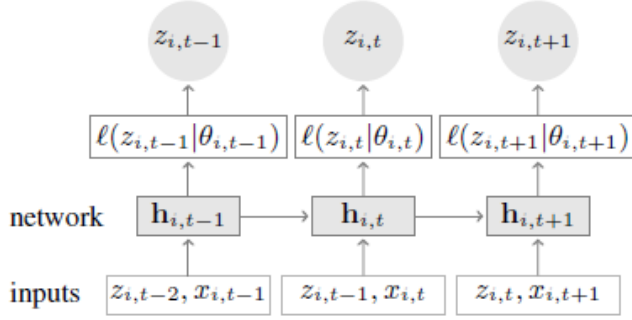 z_{i,t−1} z_{i,t} z_{i,t+1}
ℓ(z_{i,t−1}|θ_{i,t−1}) ℓ(z_{i,t}|θ_{i,t}) ℓ(z_{i,t+1}|θ_{i,t+1})
network h_{i,t−1} h_{i,t} h_{i,t+1}
inputs z_{i,t−2}, x_{i,t−1} z_{i,t−1}, x_{i,t} z_{i,t}, x_{i,t+1}